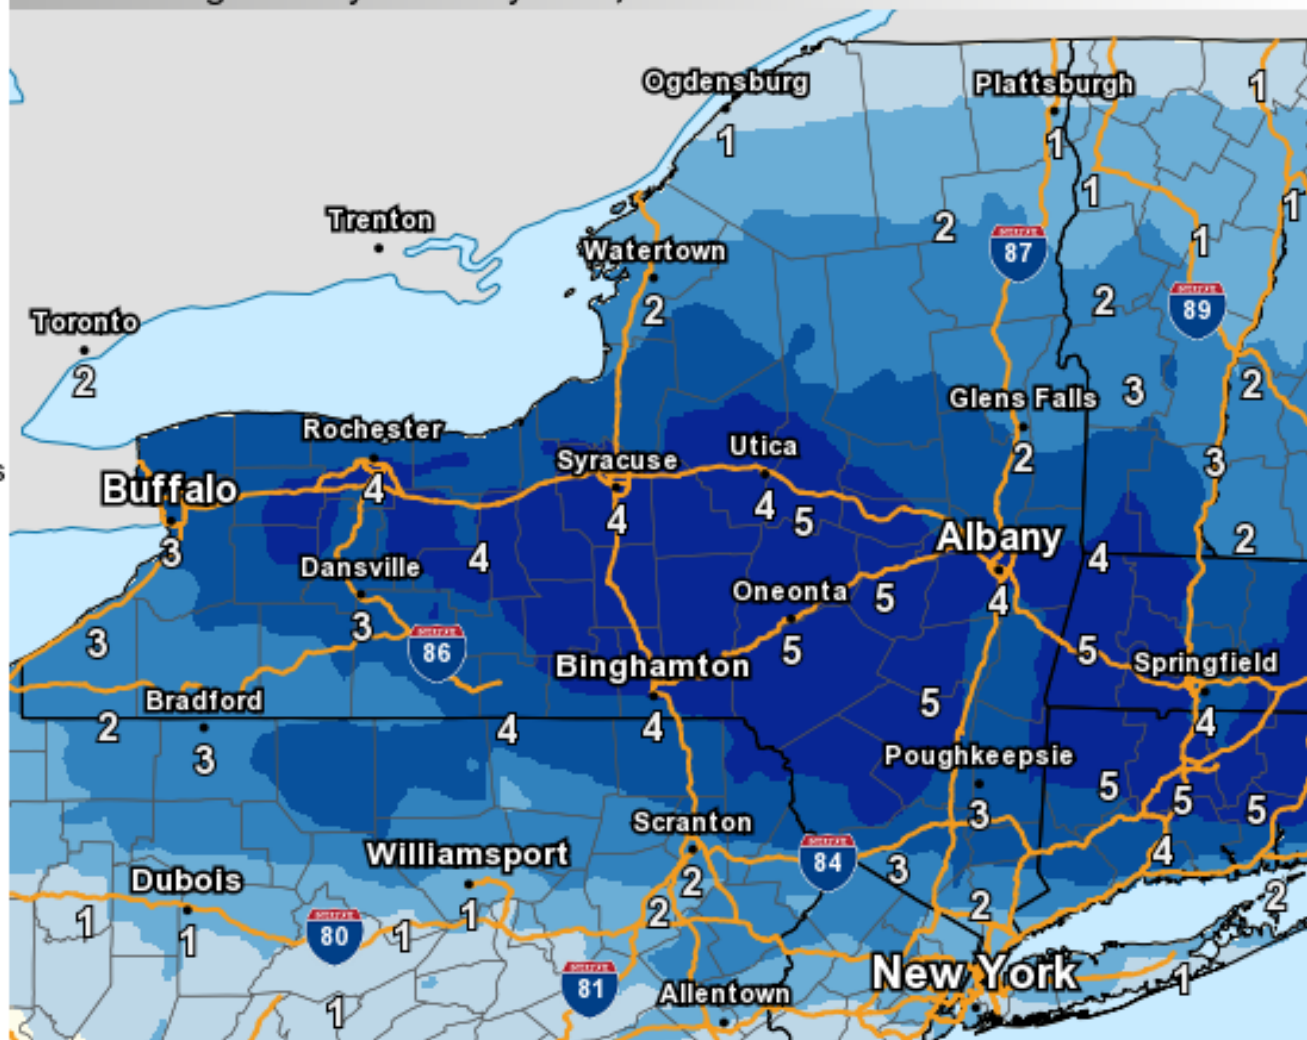 Ogdensburg
Plattsburgh
1
1
1
1
1
Trenton
2
1
Watertown
87
2
2
89
Toronto
2
3
2
Glens Falls
Rochester
Syracuse
Utica
2
3
Buffalo
4
4
4
5
Albany
2
3
4
4
Dansville
Oneonta
5
4
3
3
86
5
5
Binghamton
Springfield
Bradford
5
2
3
4
4
4
Poughkeepsie
5
5
5
3
Scranton
Williamsport
84
3
4
Dubois
2
2
2
2
1
1
80
1
1
81
New York
1
Allentown
1